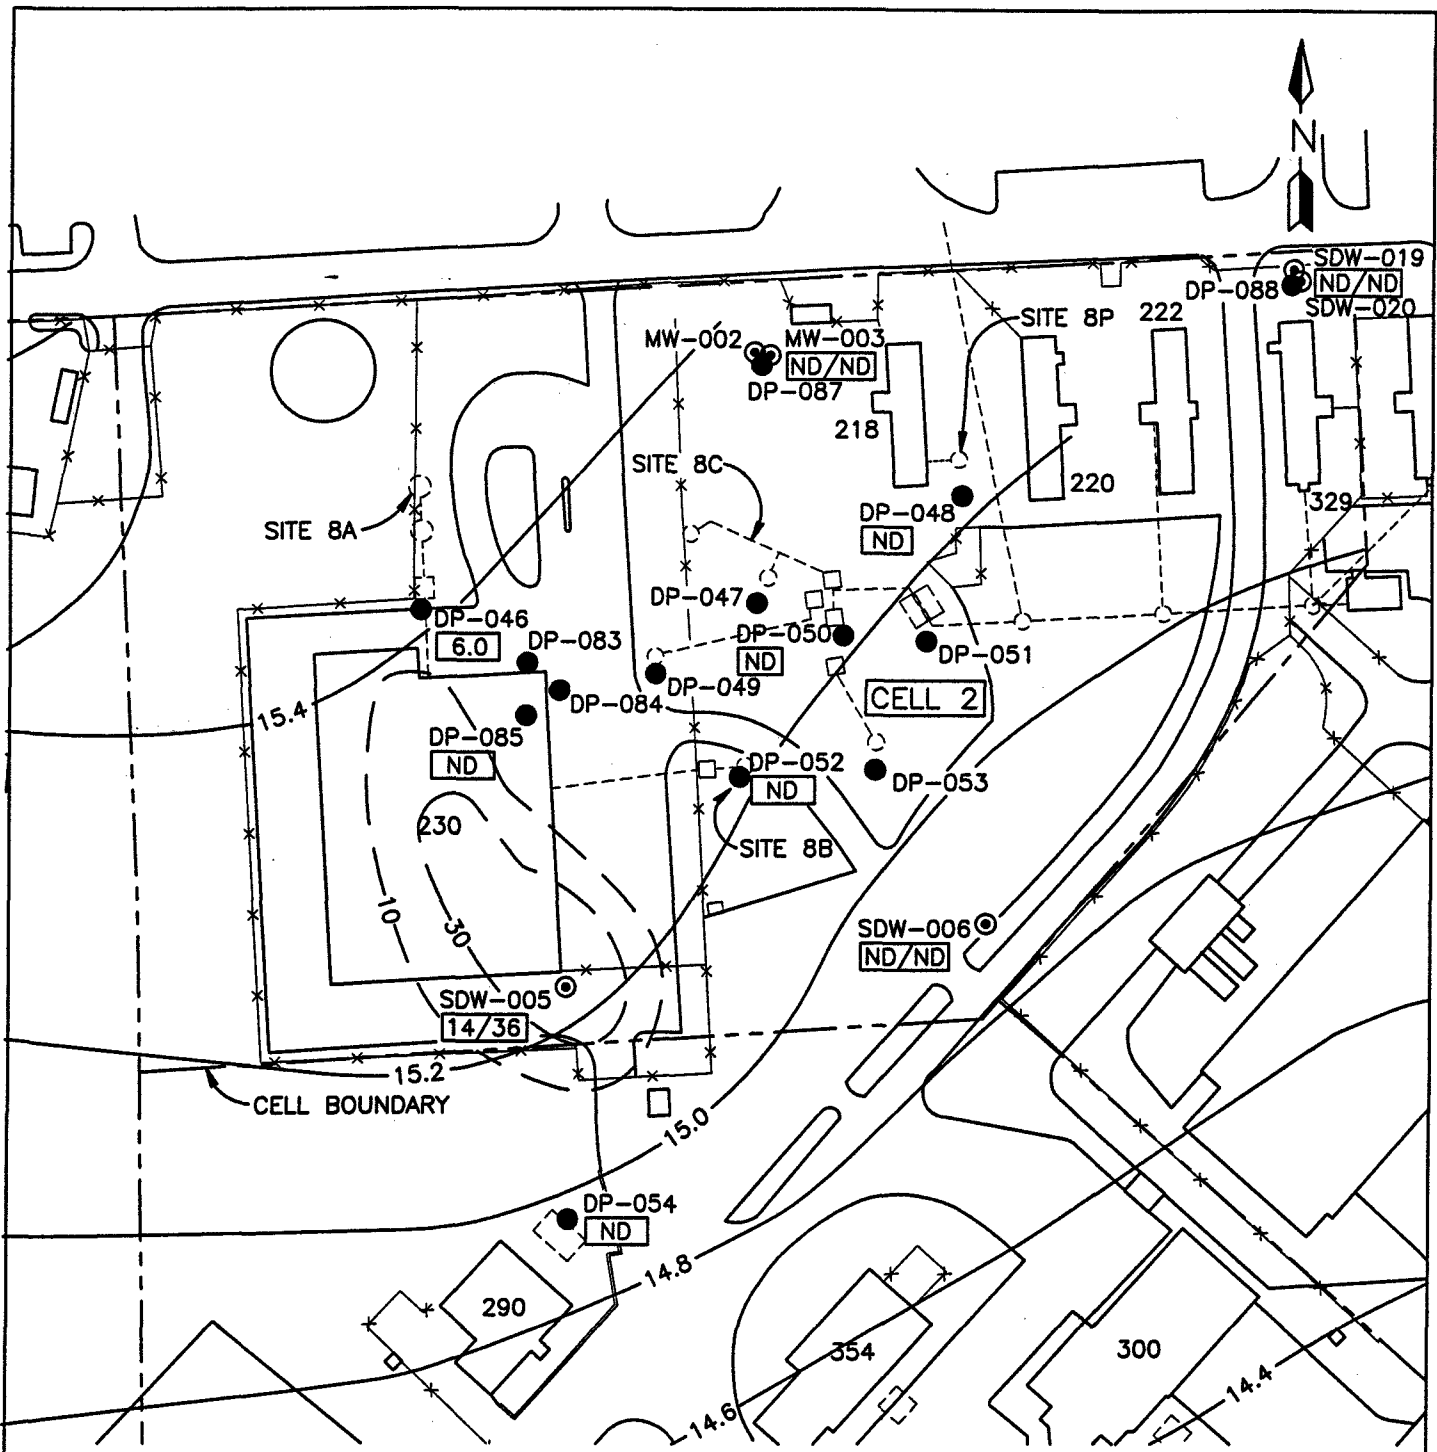 N
SDW-019
ND/ND
DP-088
SDW-020
SITE 8P
222
MW-002
MW-003
ND/ND
DP-087
218
SITE 8C
220
DP-048
ND
329
SITE 8A
DP-047
DP-046
6.0
DP-083
DP-050
ND
DP-051
DP-049
DP-084
CELL 2
15.4
DP-085
ND
DP-052
ND
DP-053
230
SITE 8B
10
30
SDW-006
ND/ND
SDW-005
14/36
15.2
CELL BOUNDARY
15.0
DP-054
ND
14.8
290
354
300
14.4
14.6